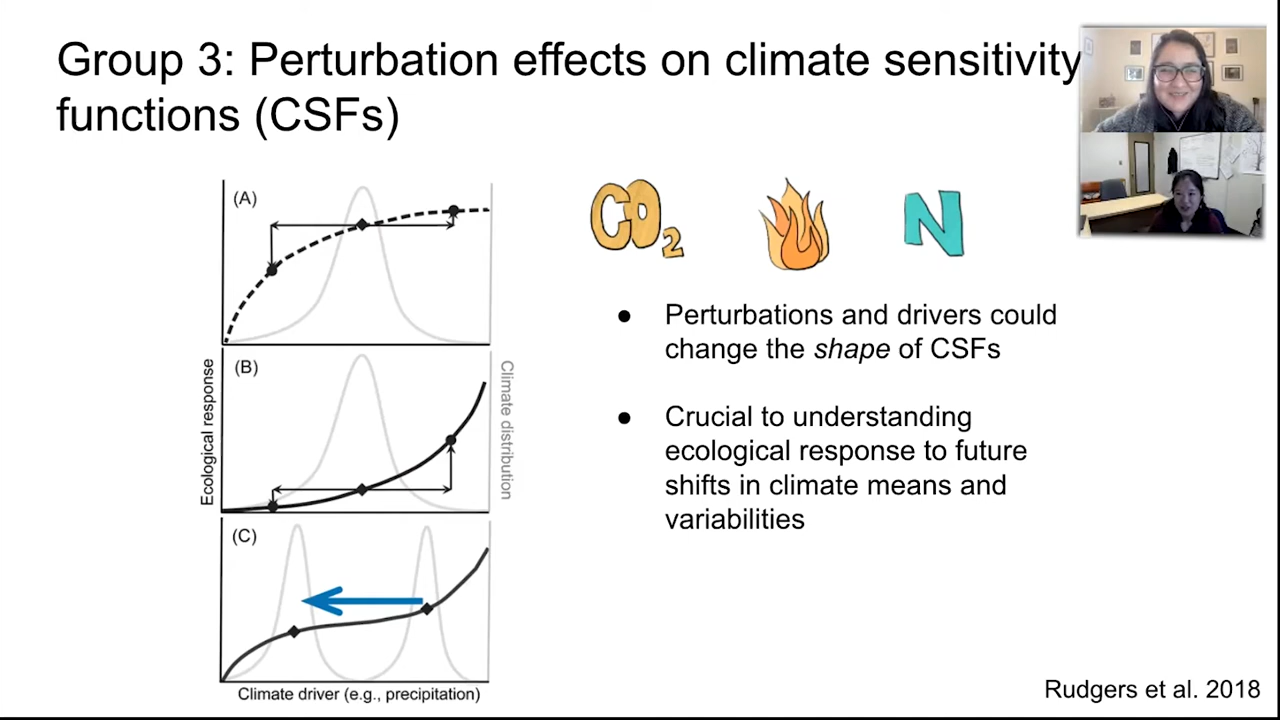 Group 3: Perturbation effects on climate sensitivity
functions (CSFs)
(A)
(B)
(C)
Ecological response
Climate distribution
Climate driver (e.g., precipitation)
CO2
N
● Perturbations and drivers could
change the shape of CSFs
● Crucial to understanding
ecological response to future
shifts in climate means and
variabilities
Rudgers et al. 2018